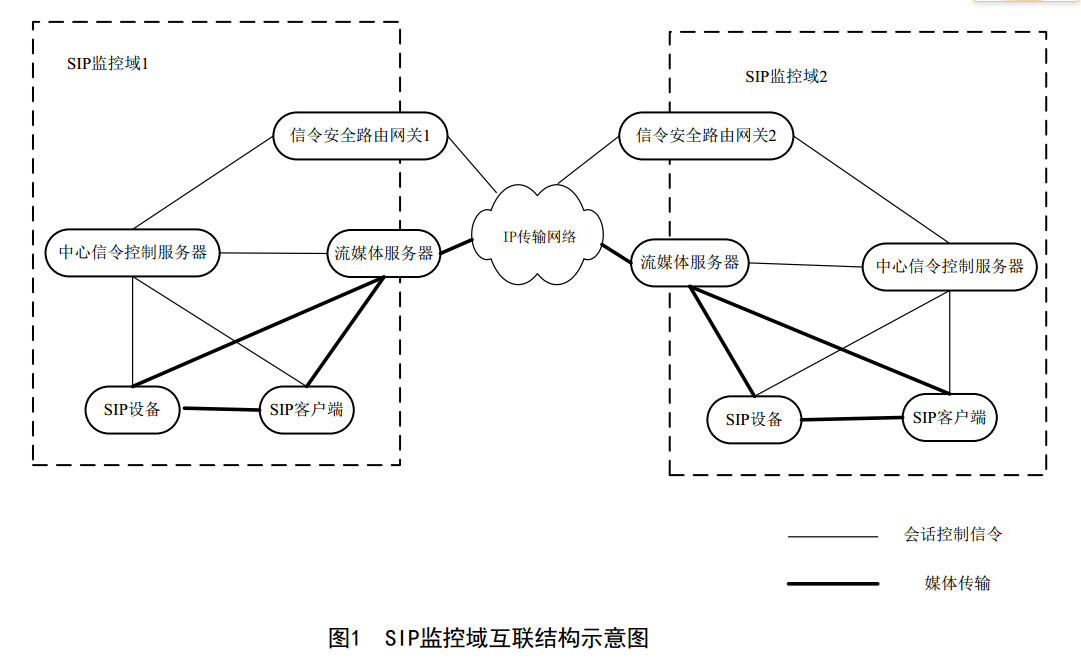 SIP监控域1
SIP监控域2
信令安全路由网关1
信令安全路由网关2
IP传输网络
中心信令控制服务器
流媒体服务器
流媒体服务器
中心信令控制服务器
SIP设备
SIP客户端
SIP设备
SIP客户端
会话控制信令
媒体传输
图1 SIP监控域互联结构示意图